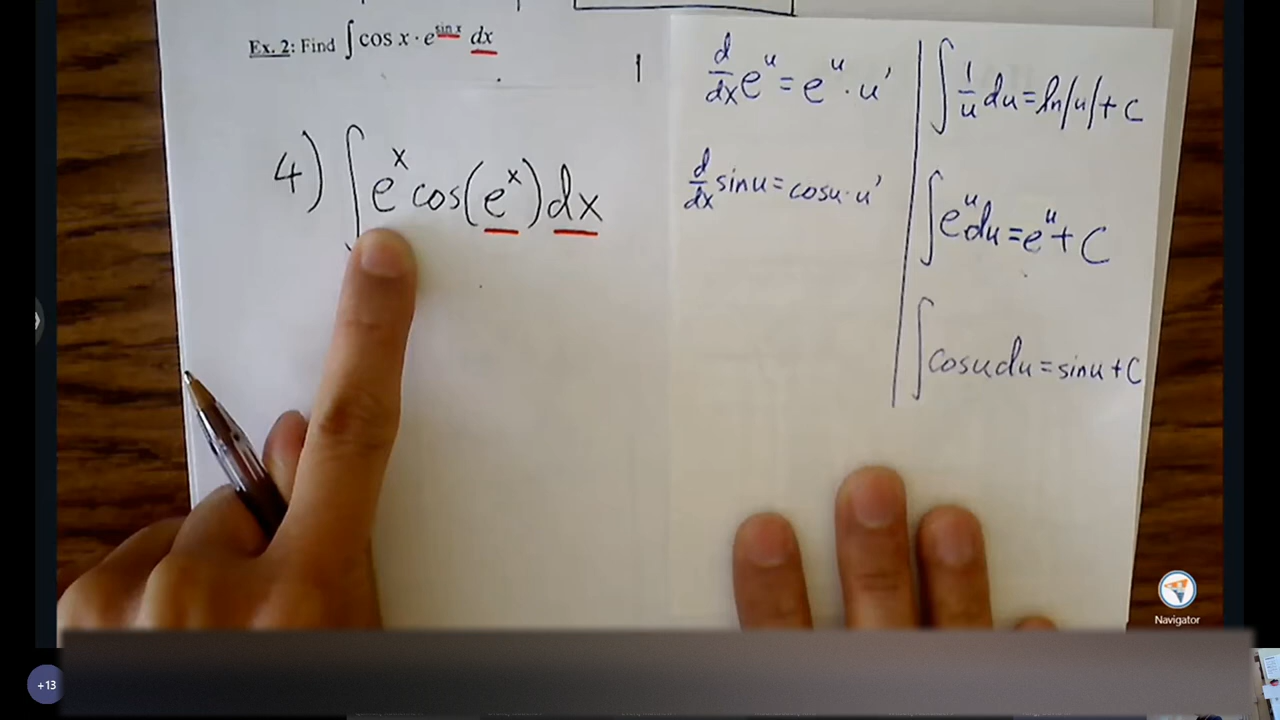 Ex. 2: Find ∫ cos x · e^{sin x} dx
4) ∫ e^x cos(e^x) dx
d/dx e^u = e^u · u'
d/dx sin u = cos u · u'
∫ 1/u du = ln|u| + C
∫ e^u du = e^u + C
∫ cos u du = sin u + C
Navigator
+13